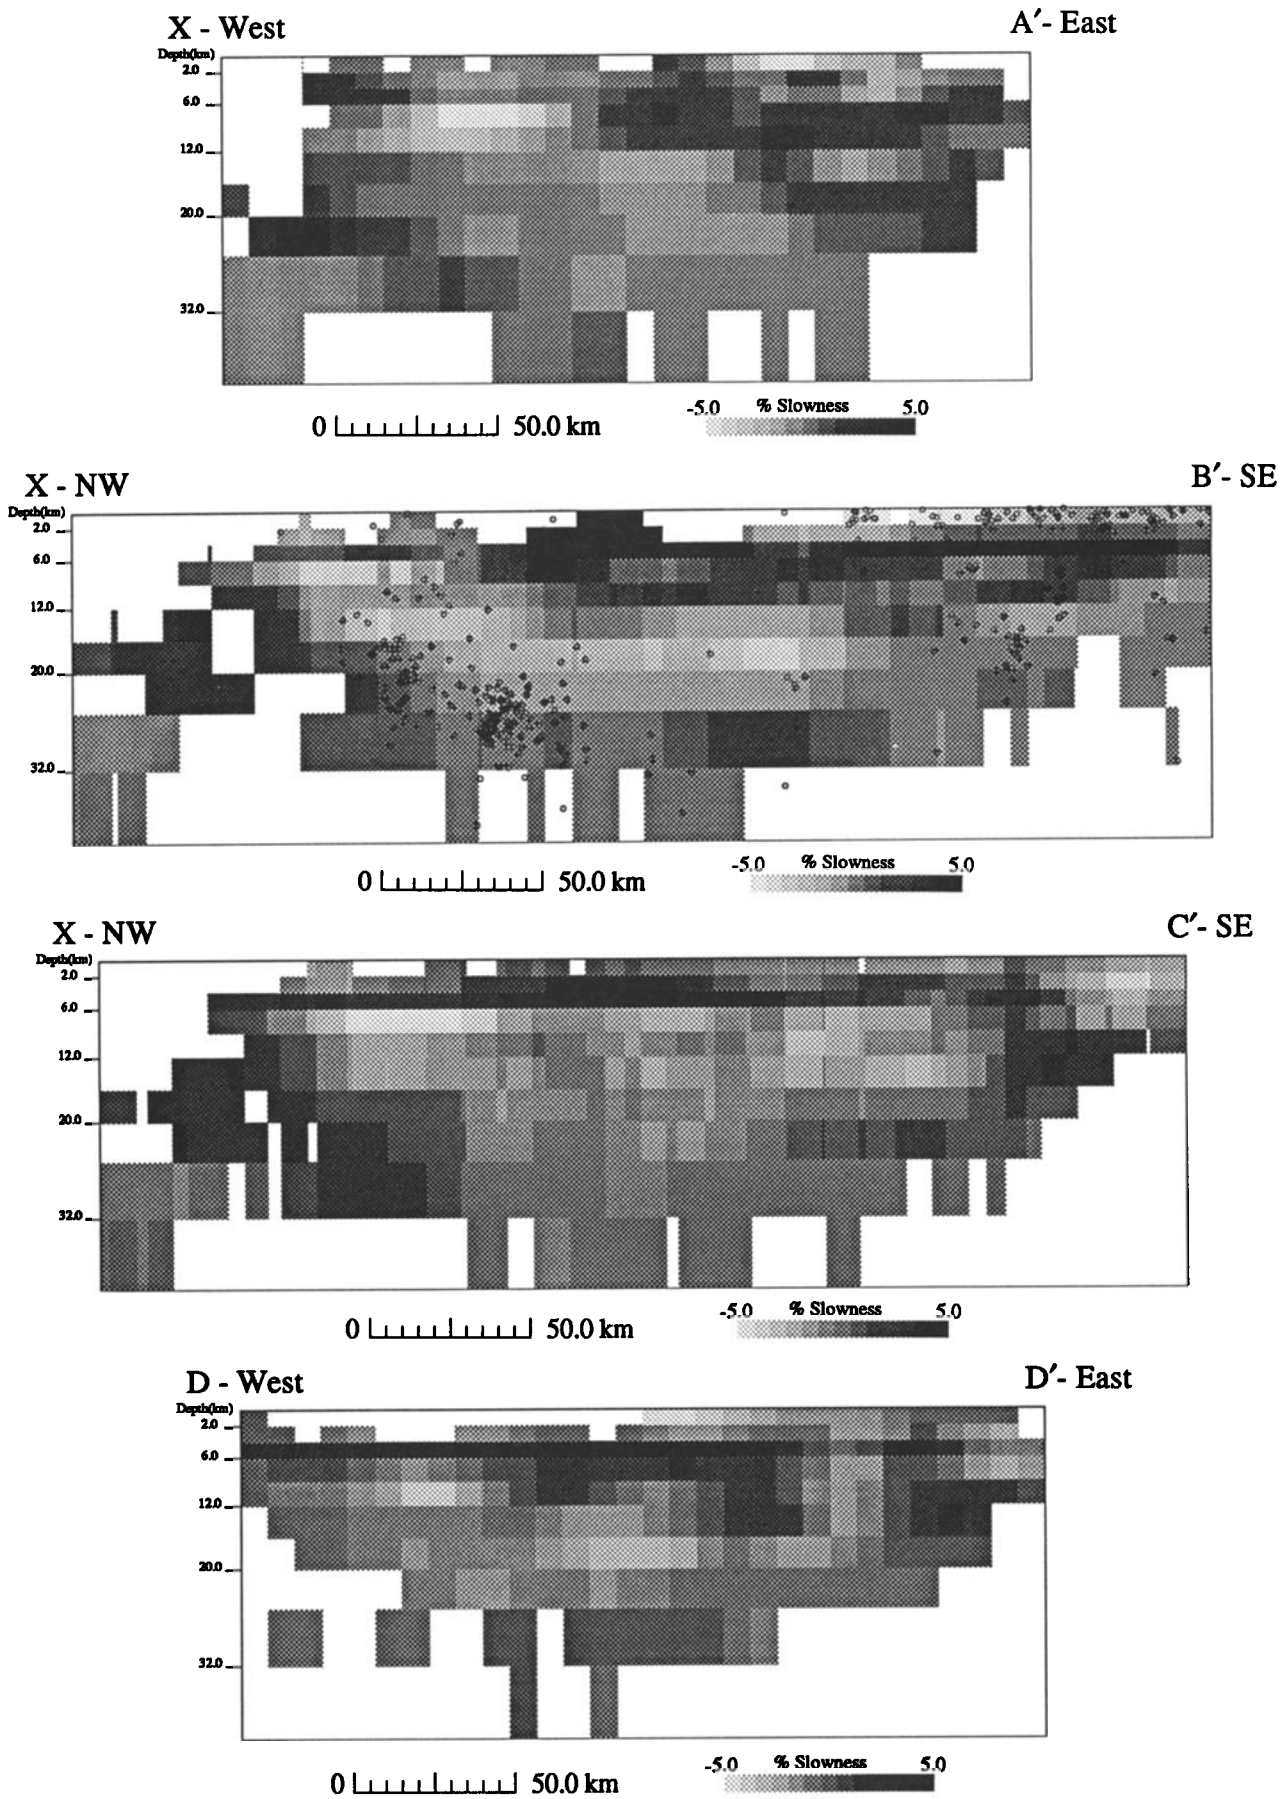 X - West A′- East
Depth(km)
2.0
6.0
12.0
20.0
32.0
0 50.0 km
-5.0 % Slowness 5.0
X - NW B′- SE
Depth(km)
2.0
6.0
12.0
20.0
32.0
0 50.0 km
-5.0 % Slowness 5.0
X - NW C′- SE
Depth(km)
2.0
6.0
12.0
20.0
32.0
0 50.0 km
-5.0 % Slowness 5.0
D - West D′- East
Depth(km)
2.0
6.0
12.0
20.0
32.0
0 50.0 km
-5.0 % Slowness 5.0